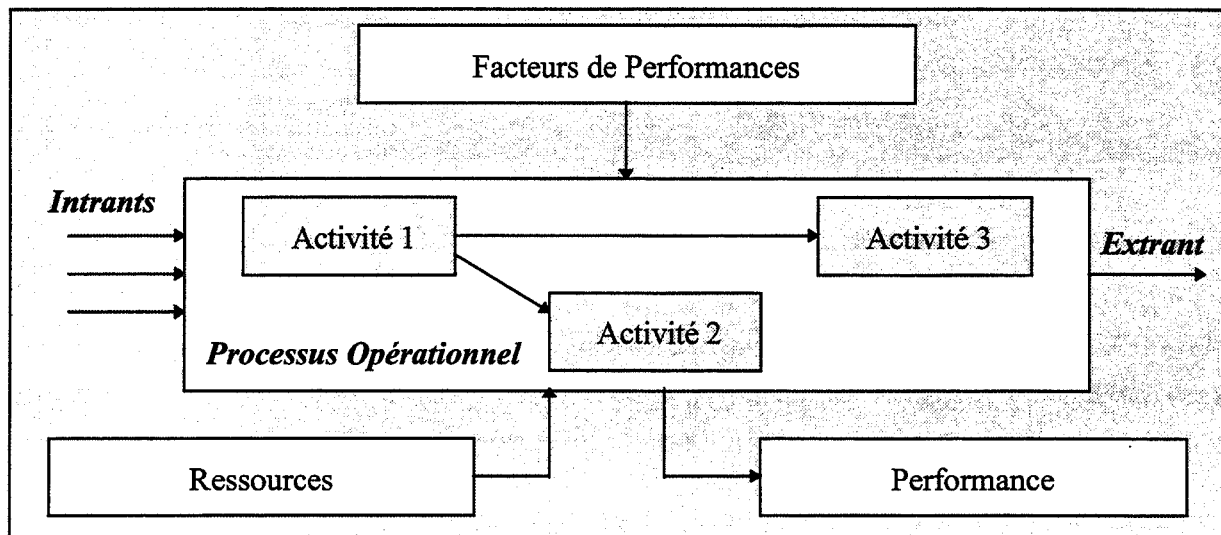 Facteurs de Performances
Intrants
Activité 1
Activité 3
Extrant
Activité 2
Processus Opérationnel
Ressources
Performance